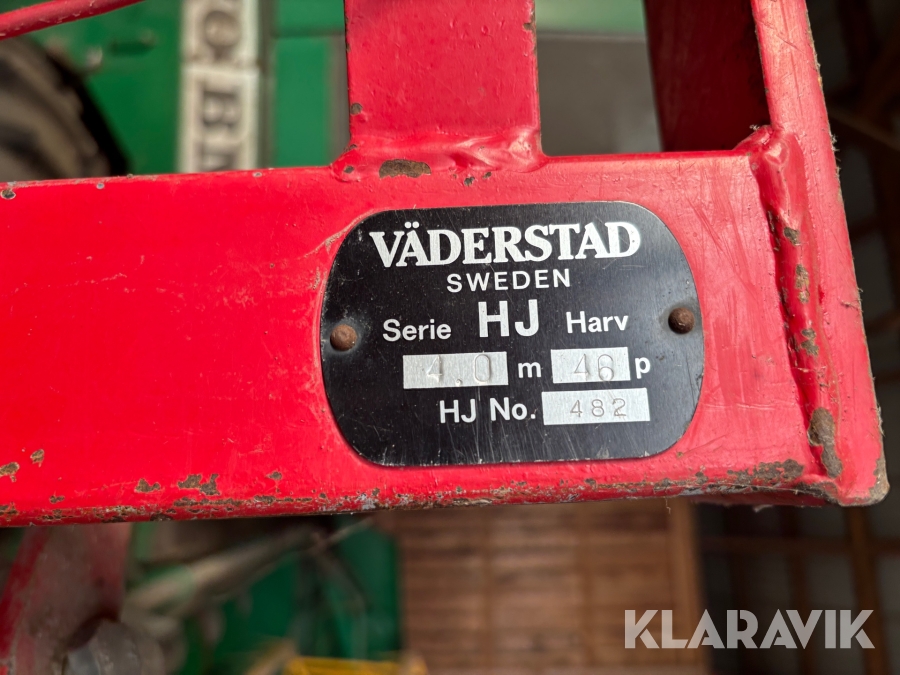 VÄDERSTAD
SWEDEN
Serie HJ Harv
4.0 m 46 p
HJ No. 482
KLARAVIK